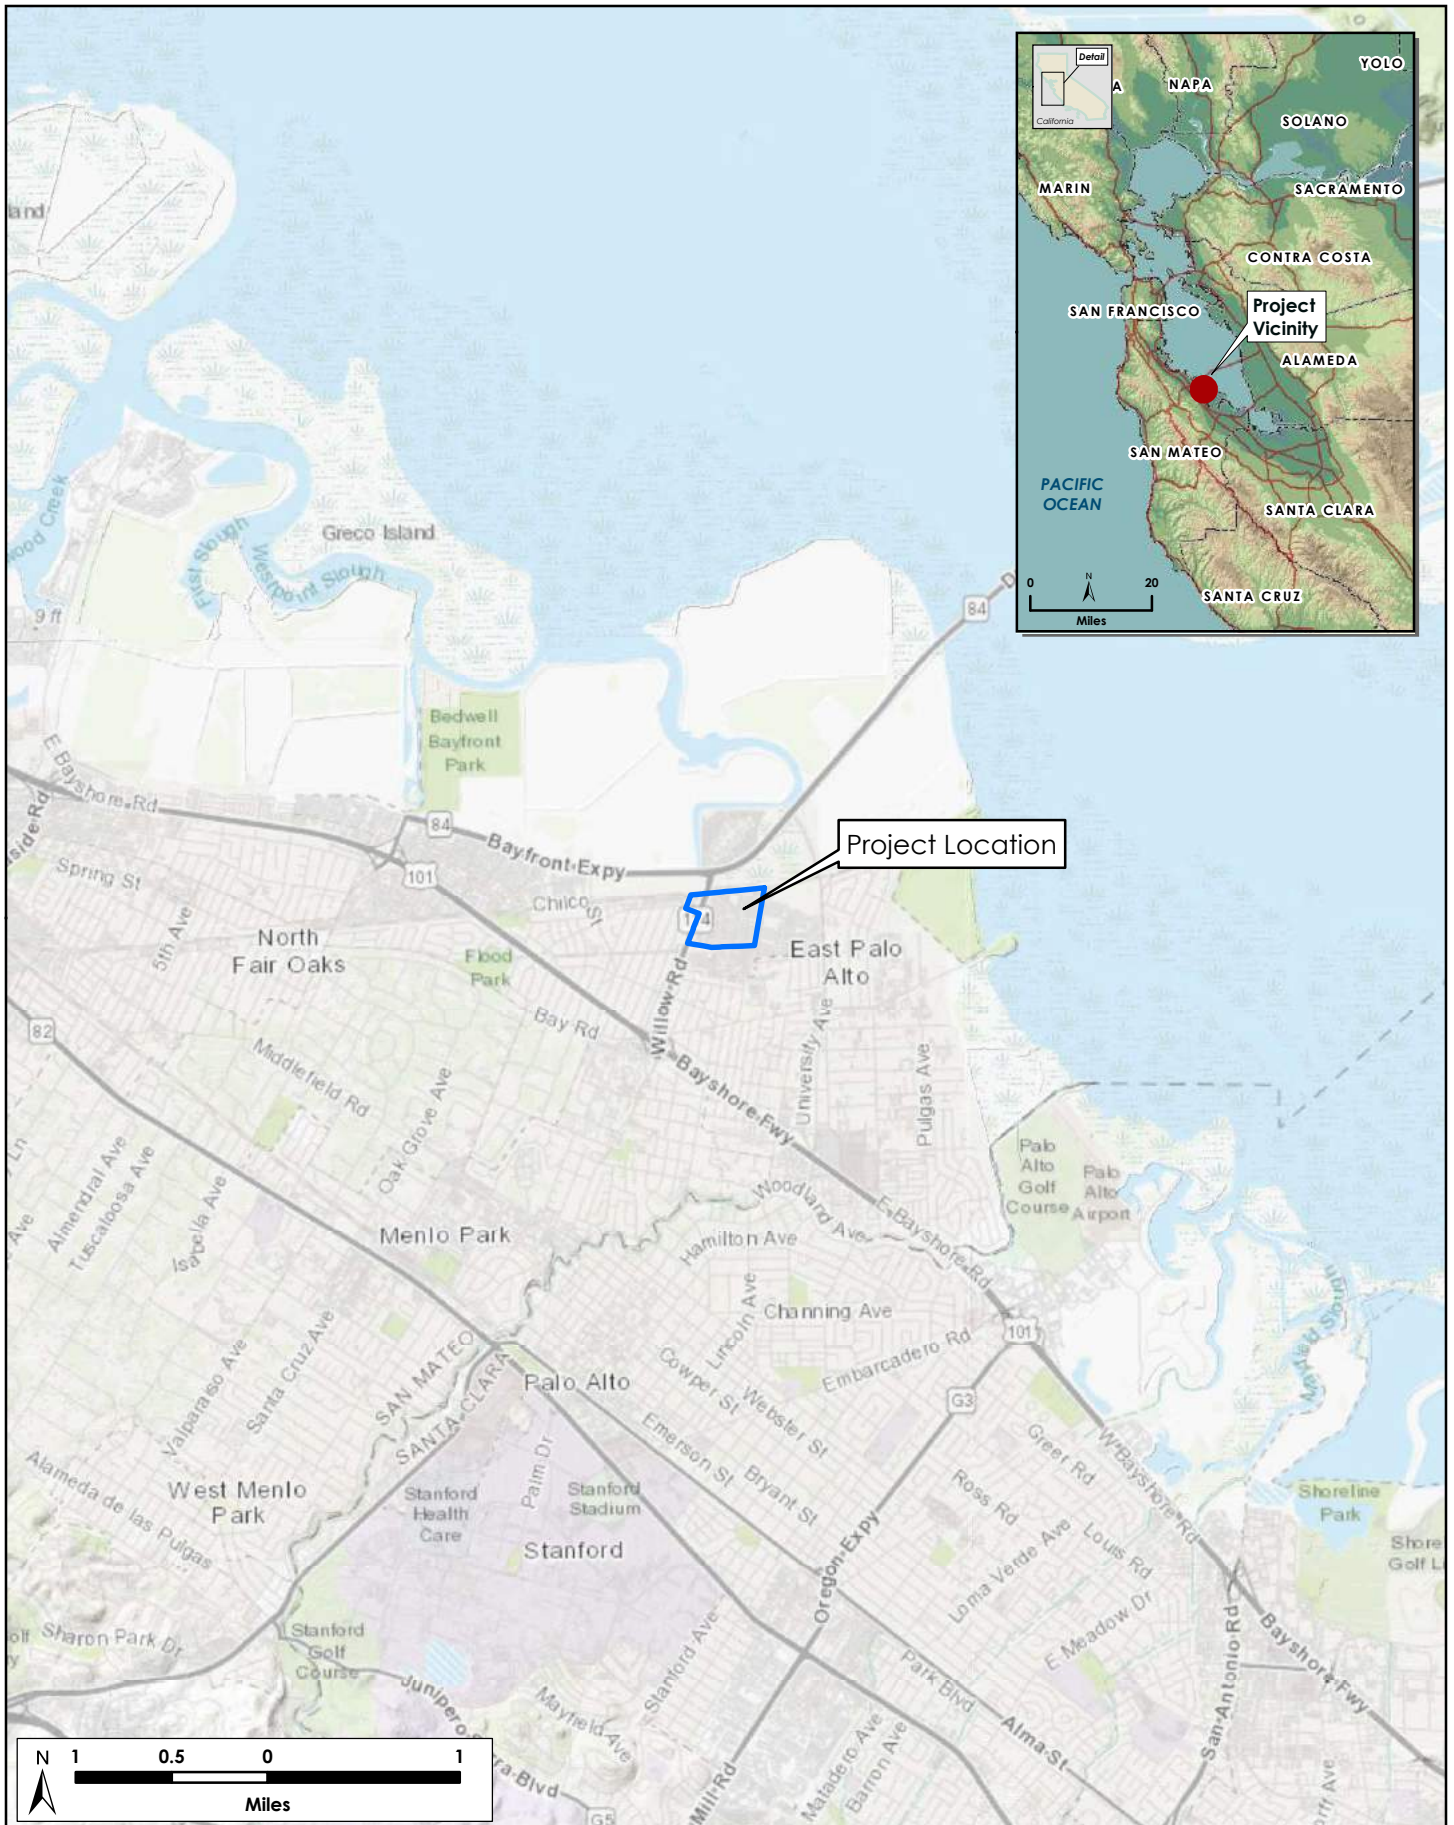 Detail
California
A
NAPA
YOLO
SOLANO
MARIN
SACRAMENTO
CONTRA COSTA
SAN FRANCISCO
Project
Vicinity
ALAMEDA
SAN MATEO
PACIFIC
OCEAN
SANTA CLARA
SANTA CRUZ
0
N
20
Miles
Greco Island
First Slough
Westpoint Slough
9 ft
84
D
Bedwell
Bayfront
Park
E Bayshore Rd
84
Bayfront Expy
Project Location
Spring St
101
Chilco St
5th Ave
North
Fair Oaks
Flood
Park
East Palo
Alto
Willow Rd
Bay Rd
82
Middlefield Rd
Oak Grove Ave
Bayshore Fwy
University Ave
Pulgas Ave
Palo
Alto
Golf
Course
Palo
Alto
Airport
Almendral Ave
Tuscaloosa Ave
Isabella Ave
Menlo Park
Woodland Ave
E Bayshore Rd
Hamilton Ave
Lincoln Ave
Channing Ave
101
Mayfield Slough
Embarcadero Rd
Valparaiso Ave
Santa Cruz Ave
SAN MATEO
SANTA CLARA
Palo Alto
Cowper St
Webster St
G3
Emerson St
Bryant St
Greer Rd
W Bayshore Rd
Alameda de las Pulgas
West Menlo
Park
Stanford
Health
Care
Palm Dr
Stanford
Stadium
Ross Rd
Louis Rd
Shoreline
Park
Shore
Golf L
Stanford
Oregon Expy
Loma Verde Ave
E Meadow Dr
Sharon Park Dr
Stanford
Golf
Course
Stanford Ave
Park Blvd
San Antonio Rd
Bayshore Fwy
Mayfield Ave
Alma St
Matadero Ave
Barron Ave
G5
N
1
0.5
0
1
Miles